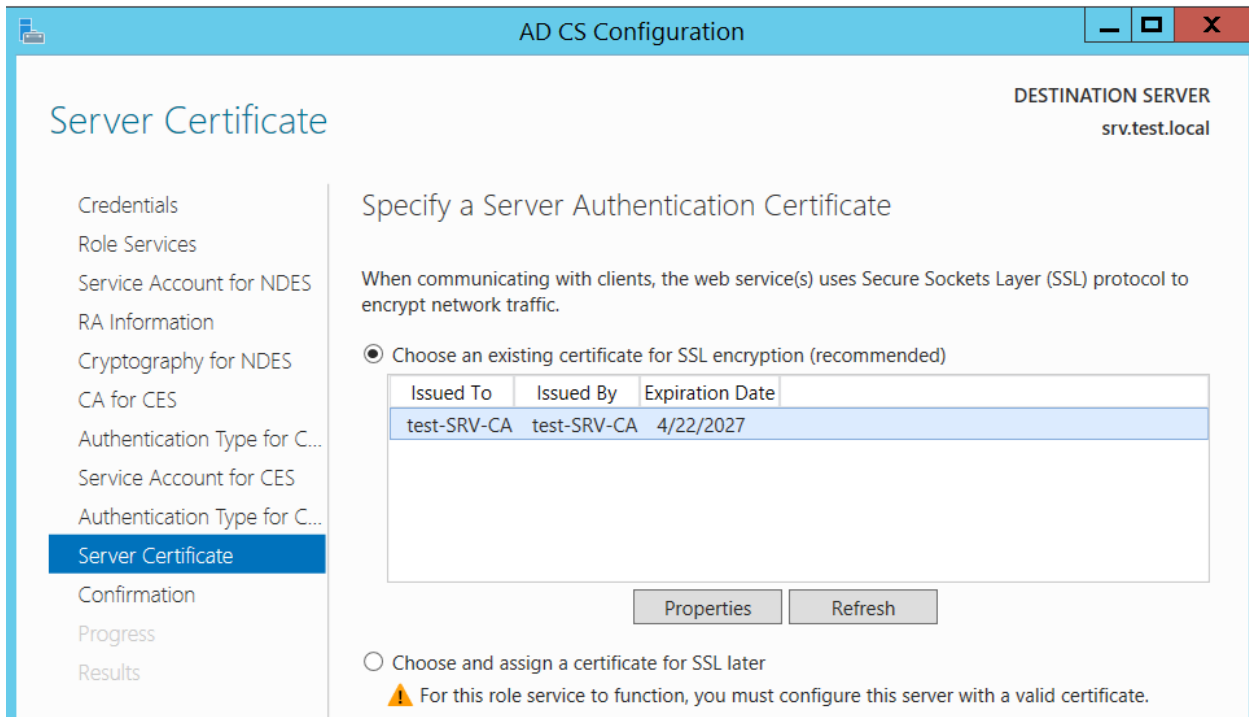 AD CS Configuration
Server Certificate
DESTINATION SERVER
srv.test.local
Credentials
Role Services
Service Account for NDES
RA Information
Cryptography for NDES
CA for CES
Authentication Type for C...
Service Account for CES
Authentication Type for C...
Server Certificate
Confirmation
Progress
Results
Specify a Server Authentication Certificate
When communicating with clients, the web service(s) uses Secure Sockets Layer (SSL) protocol to
encrypt network traffic.
Choose an existing certificate for SSL encryption (recommended)
Issued To Issued By Expiration Date
test-SRV-CA test-SRV-CA 4/22/2027
Properties Refresh
Choose and assign a certificate for SSL later
For this role service to function, you must configure this server with a valid certificate.